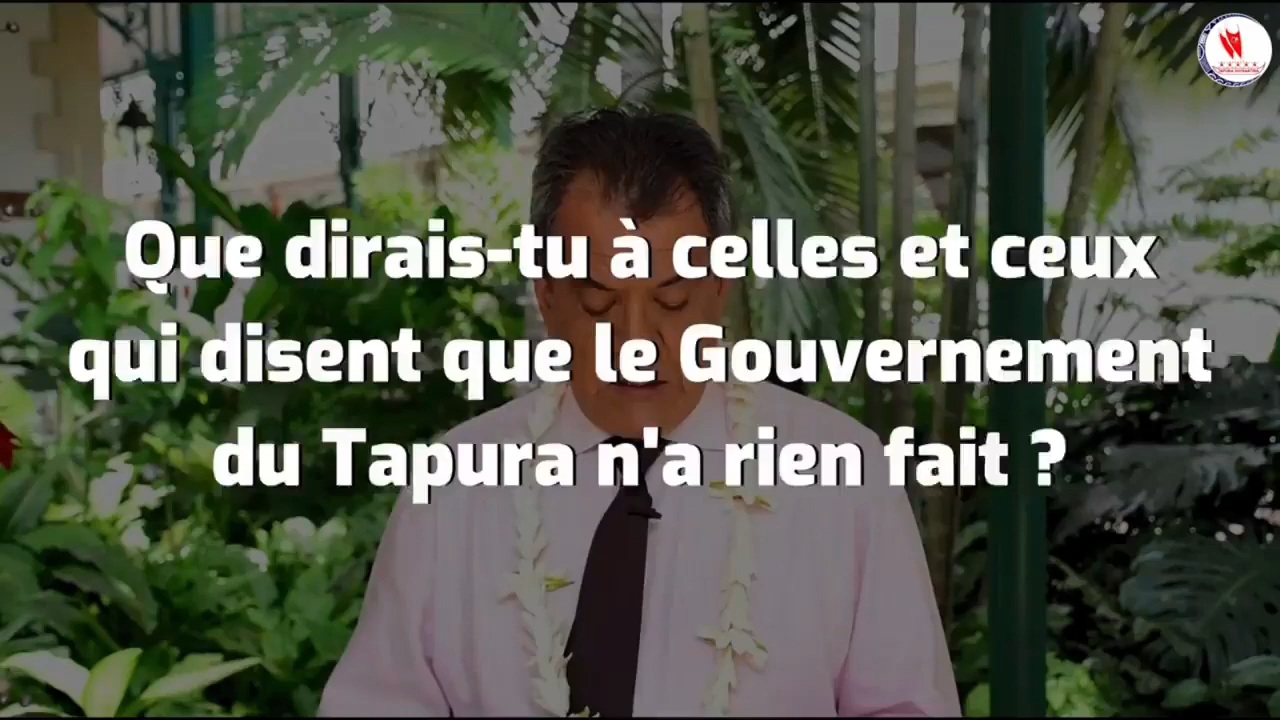 Que dirais-tu à celles et ceux
qui disent que le Gouvernement
du Tapura n'a rien fait ?